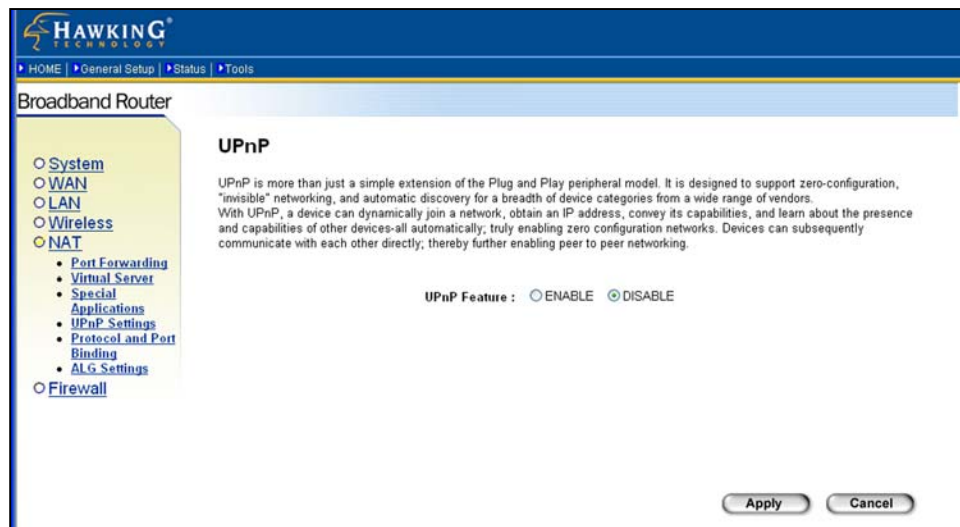 HAWKING®
TECHNOLOGY
HOME | General Setup | Status | Tools
Broadband Router
System
WAN
LAN
Wireless
NAT
• Port Forwarding
• Virtual Server
• Special
Applications
• UPnP Settings
• Protocol and Port
Binding
• ALG Settings
Firewall
UPnP
UPnP is more than just a simple extension of the Plug and Play peripheral model. It is designed to support zero-configuration,
"invisible" networking, and automatic discovery for a breadth of device categories from a wide range of vendors.
With UPnP, a device can dynamically join a network, obtain an IP address, convey its capabilities, and learn about the presence
and capabilities of other devices-all automatically; truly enabling zero configuration networks. Devices can subsequently
communicate with each other directly; thereby further enabling peer to peer networking.
UPnP Feature : ENABLE DISABLE
Apply Cancel